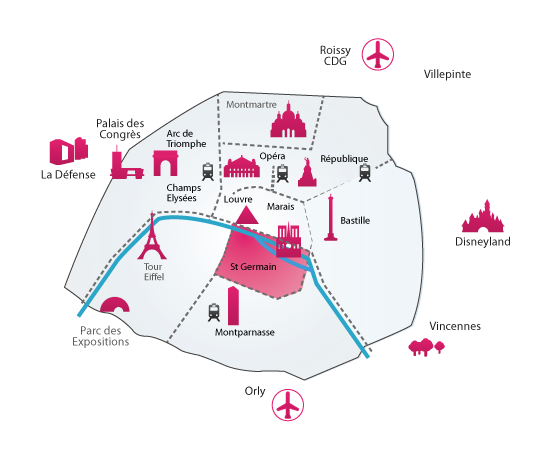 Roissy
CDG
Villepinte
Montmartre
Palais des
Congrès
Arc de
Triomphe
La Défense
Opéra
République
Champs
Elysées
Louvre
Marais
Bastille
Disneyland
Tour
Eiffel
St Germain
Parc des
Expositions
Montparnasse
Vincennes
Orly